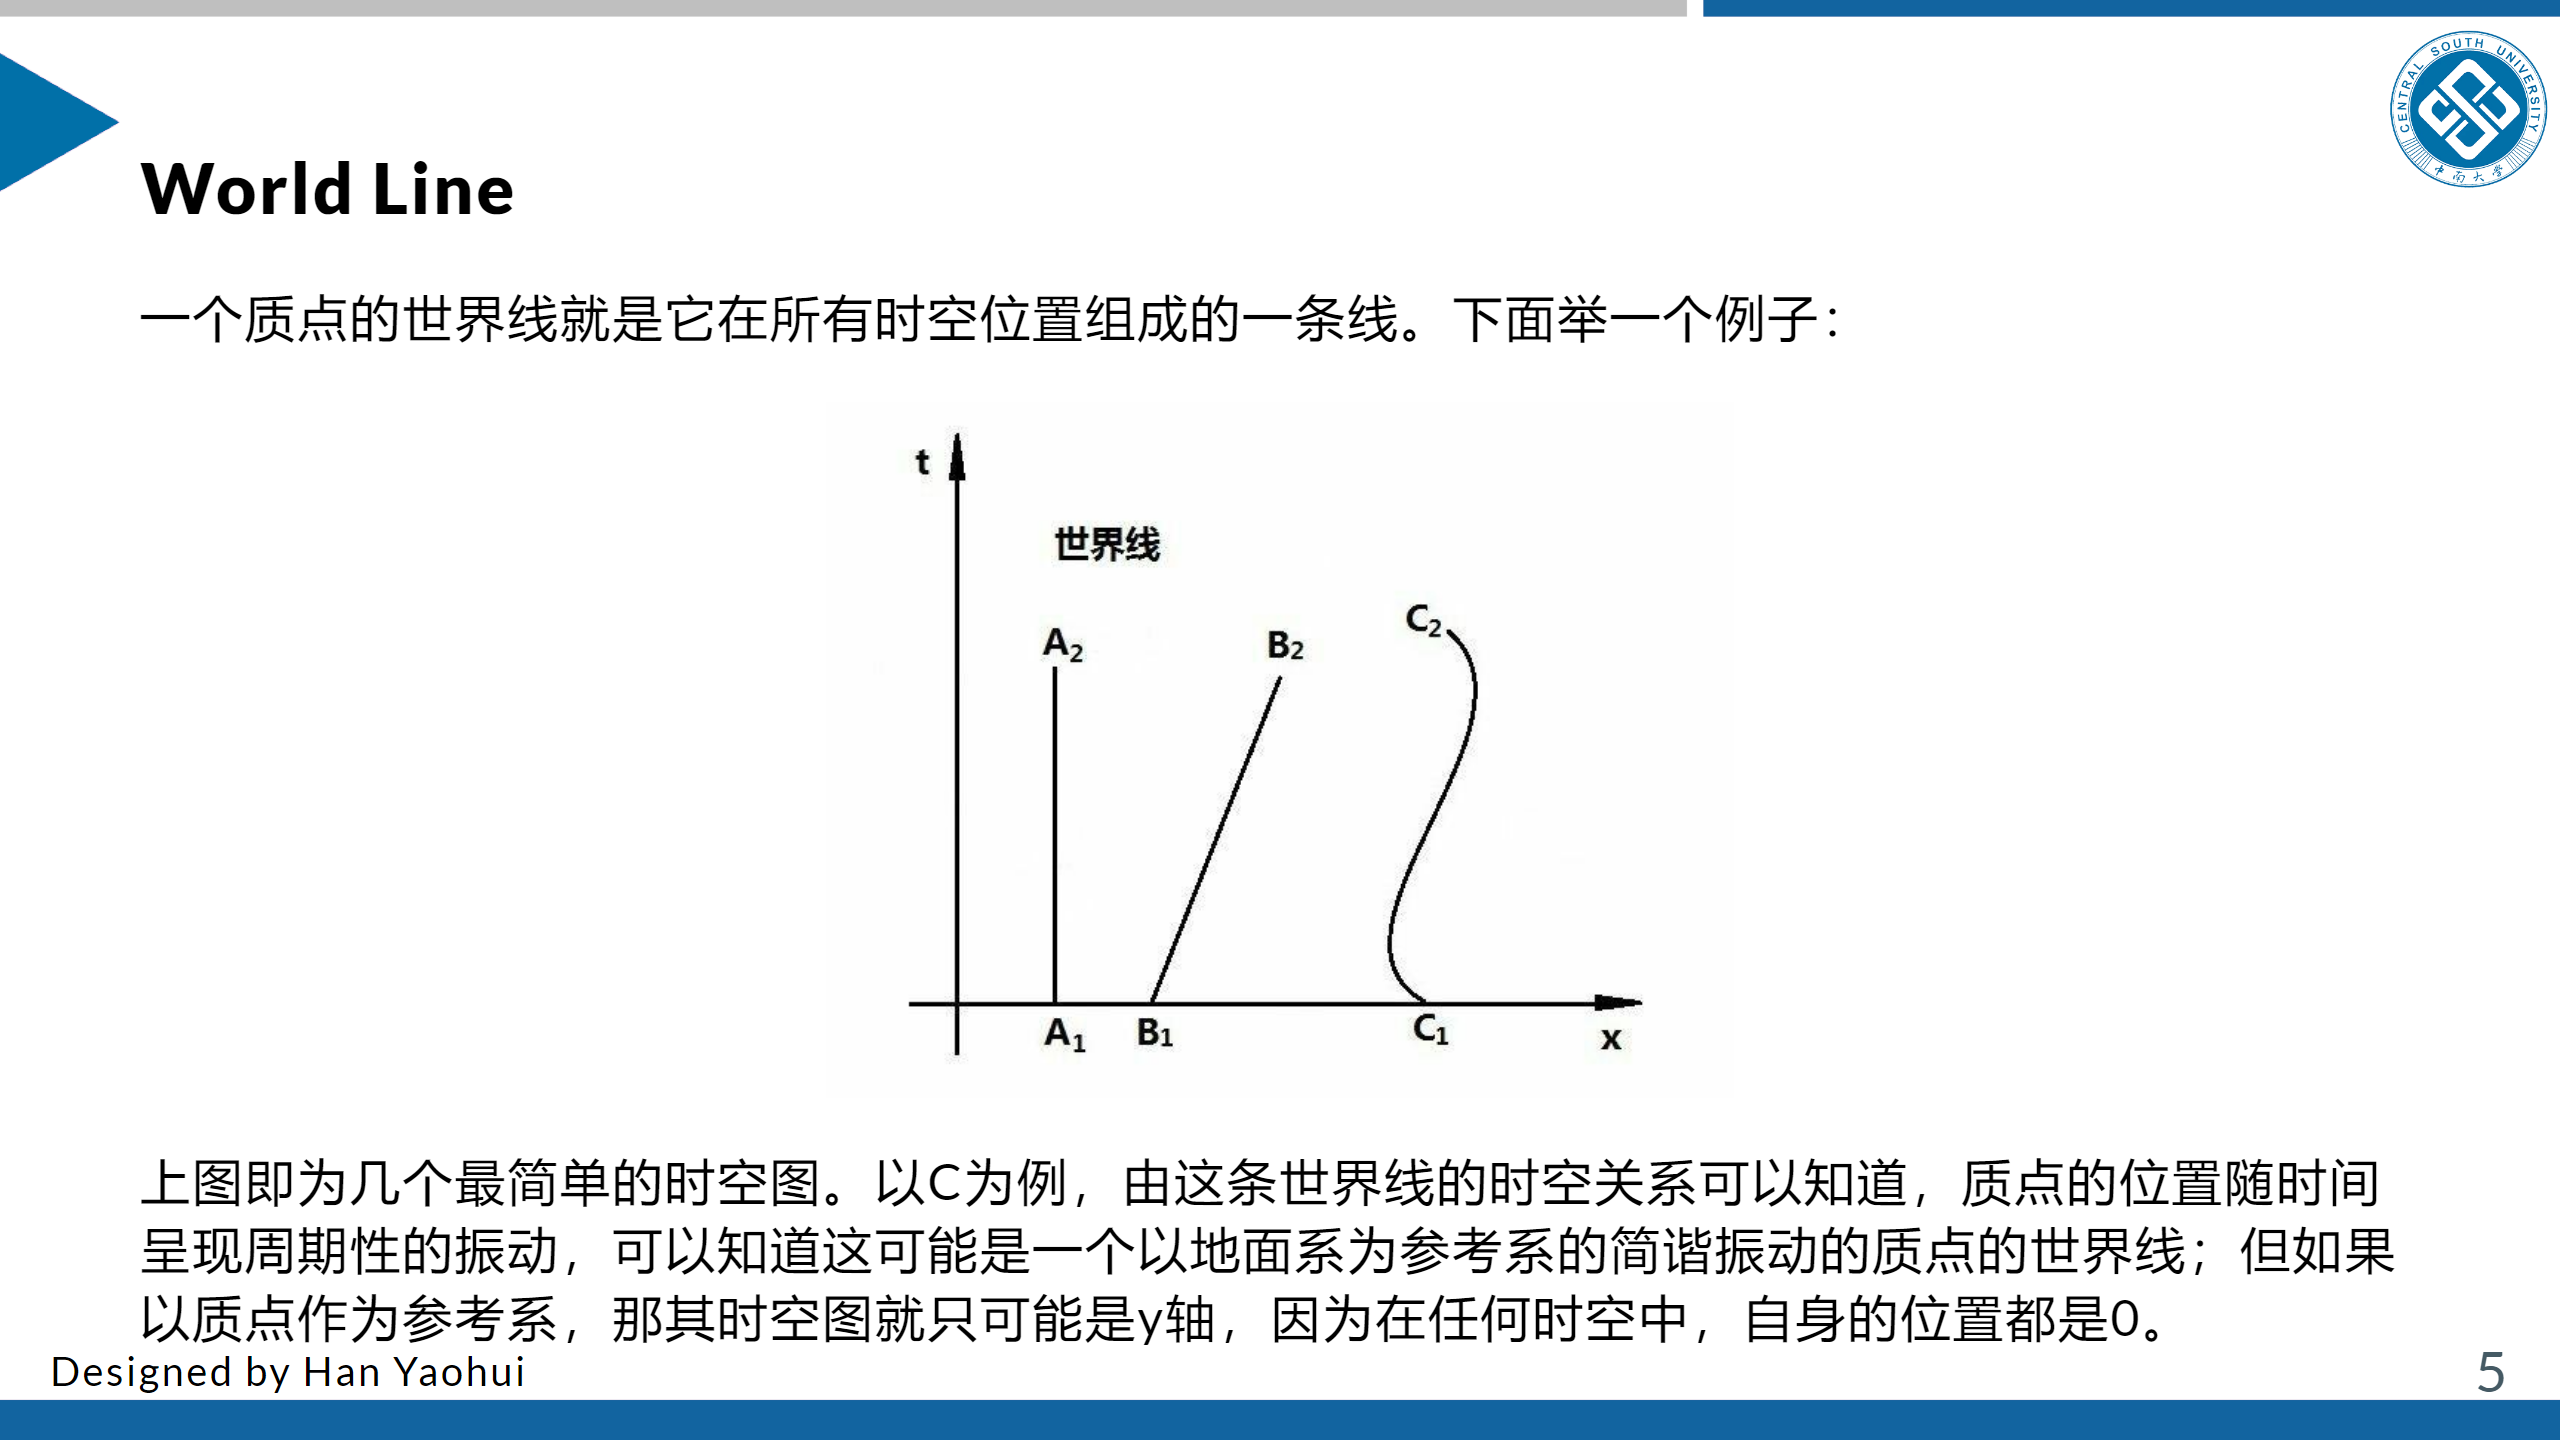 CENTRAL SOUTH UNIVERSITY
中南大学
World Line
一个质点的世界线就是它在所有时空位置组成的一条线。下面举一个例子：
t
世界线
C2
A2
B2
A1
B1
C1
x
上图即为几个最简单的时空图。以C为例，由这条世界线的时空关系可以知道，质点的位置随时间
呈现周期性的振动，可以知道这可能是一个以地面系为参考系的简谐振动的质点的世界线；但如果
以质点作为参考系，那其时空图就只可能是y轴，因为在任何时空中，自身的位置都是0。
Designed by Han Yaohui
5